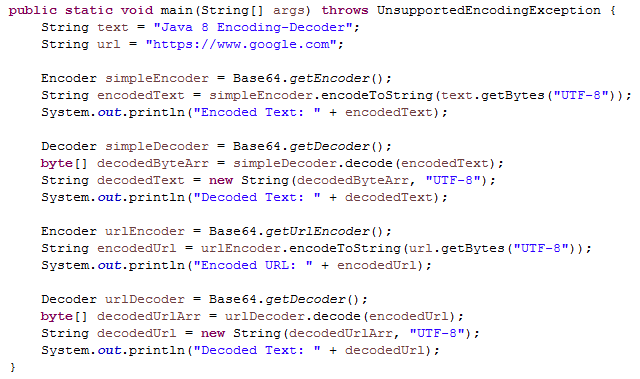 public static void main(String[] args) throws UnsupportedEncodingException {
String text = "Java 8 Encoding-Decoder";
String url = "https://www.google.com";
Encoder simpleEncoder = Base64.getEncoder();
String encodedText = simpleEncoder.encodeToString(text.getBytes("UTF-8"));
System.out.println("Encoded Text: " + encodedText);
Decoder simpleDecoder = Base64.getDecoder();
byte[] decodedByteArr = simpleDecoder.decode(encodedText);
String decodedText = new String(decodedByteArr, "UTF-8");
System.out.println("Decoded Text: " + decodedText);
Encoder urlEncoder = Base64.getUrlEncoder();
String encodedUrl = urlEncoder.encodeToString(url.getBytes("UTF-8"));
System.out.println("Encoded URL: " + encodedUrl);
Decoder urlDecoder = Base64.getDecoder();
byte[] decodedUrlArr = urlDecoder.decode(encodedUrl);
String decodedUrl = new String(decodedUrlArr, "UTF-8");
System.out.println("Decoded Text: " + decodedUrl);
}